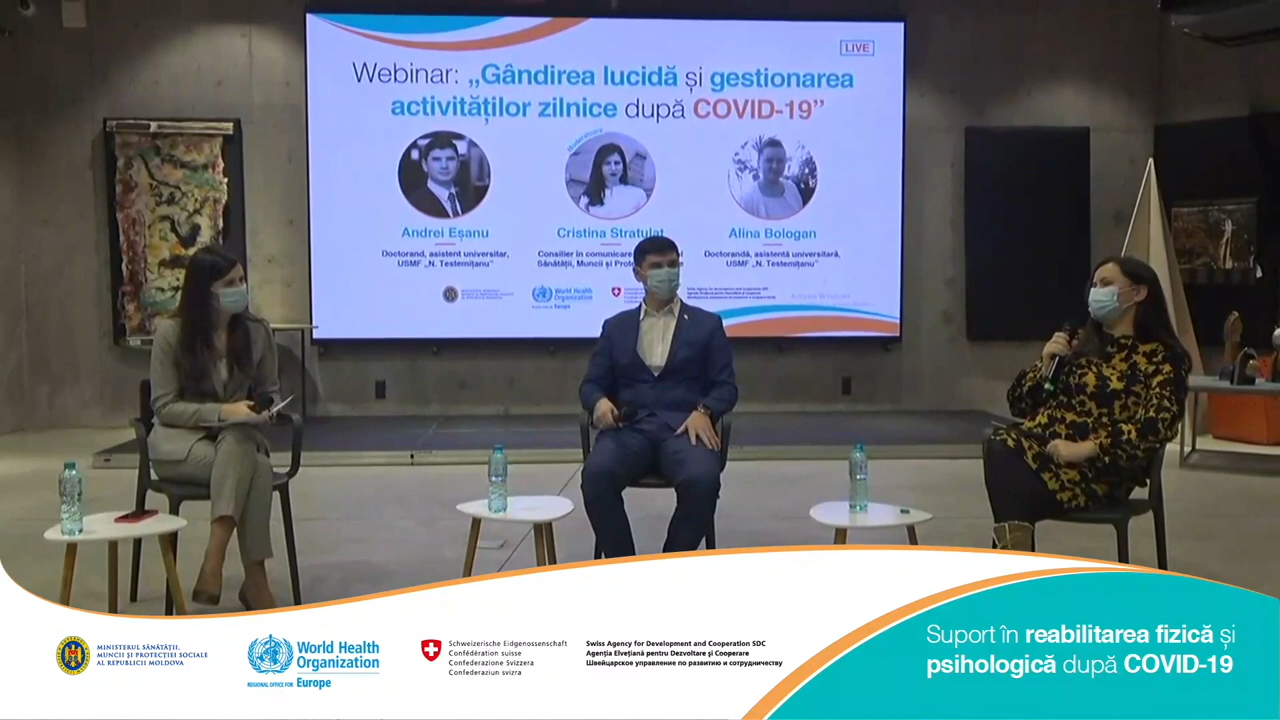 LIVE
Webinar: „Gândirea lucidă și gestionarea
activităților zilnice după COVID-19”
Moderatoare
Andrei Eșanu
Doctorand, asistent universitar,
USMF „N. Testemițanu”
Cristina Stratulat
Consilier în comunicare
Sănătății, Muncii și
Alina Bologan
Doctorandă, asistentă universitară,
USMF „N. Testemițanu”
World Health
Organization
Europe
MINISTERUL SĂNĂTĂȚII,
MUNCII ȘI PROTECȚIEI SOCIALE
AL REPUBLICII MOLDOVA
World Health
Organization
REGIONAL OFFICE FOR Europe
Schweizerische Eidgenossenschaft
Confédération suisse
Confederazione Svizzera
Confederaziun svizra
Swiss Agency for Development and Cooperation SDC
Agenția Elvețiană pentru Dezvoltare și Cooperare
Швейцарское управление по развитию и сотрудничеству
Suport în reabilitarea fizică și
psihologică după COVID-19